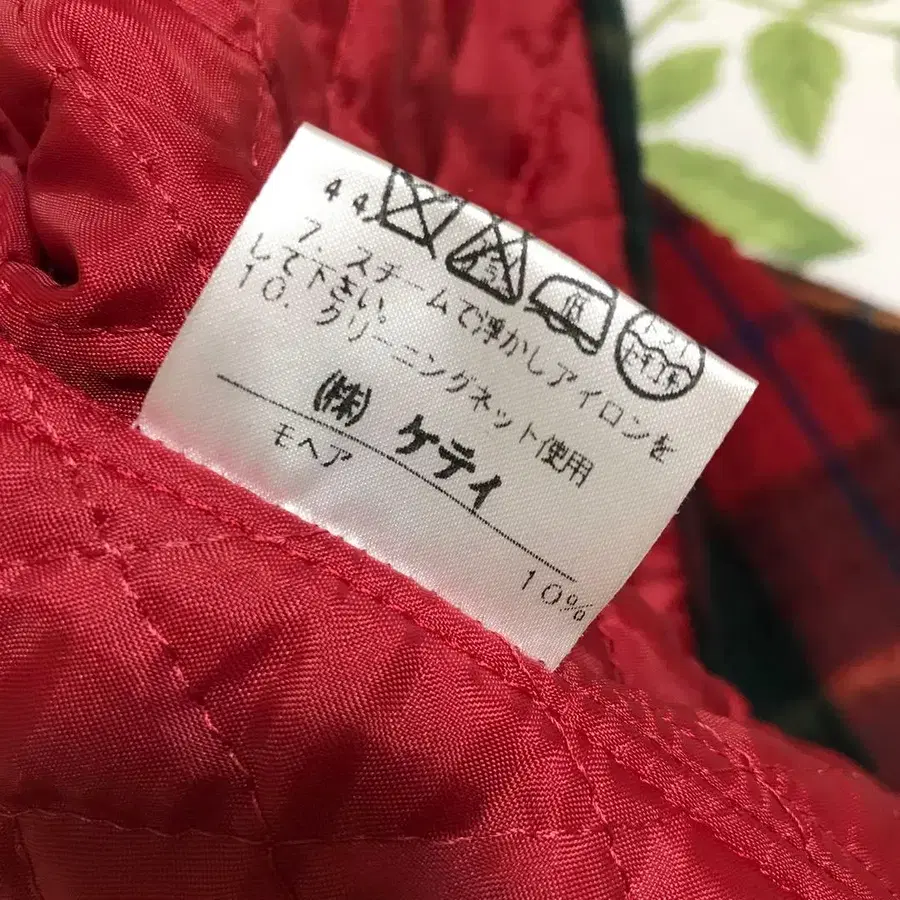 44
7. スチームで浮かしアイロンを
して下さい。
10. クリーニングネット使用
(株) ケティ
モヘア 10%